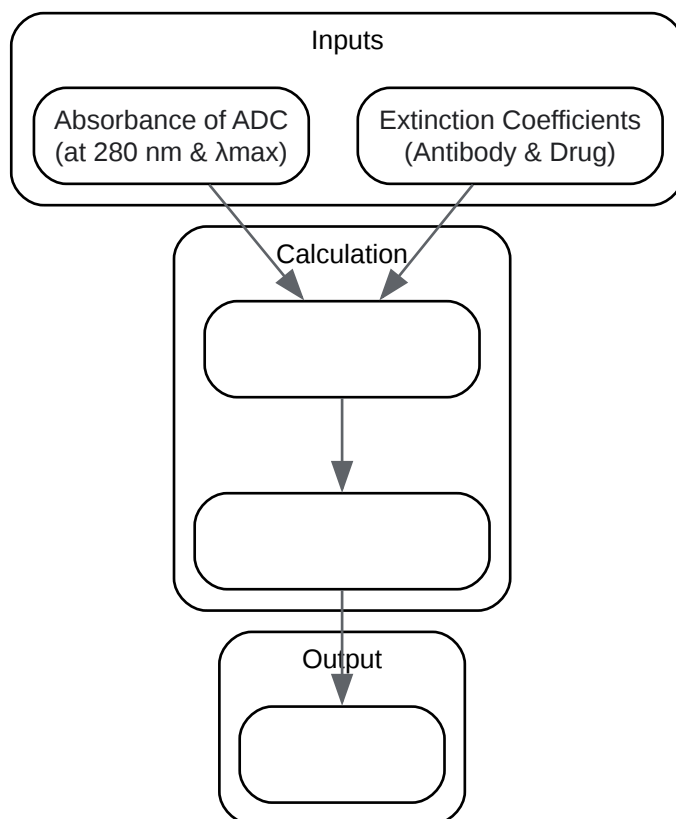 Inputs
Absorbance of ADC
(at 280 nm & λmax)
Extinction Coefficients
(Antibody & Drug)
Calculation
Output